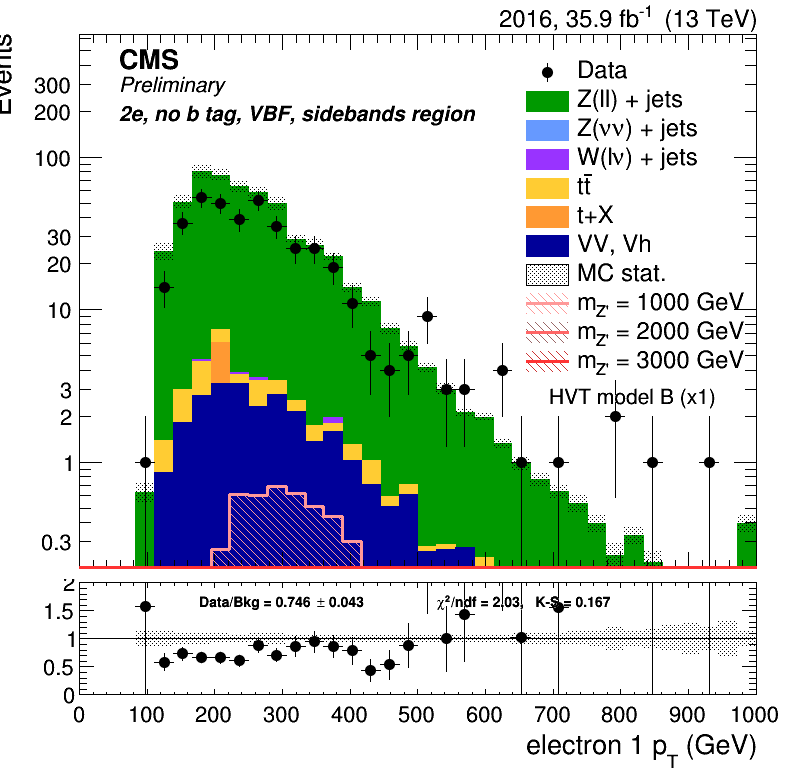 2016, 35.9 fb⁻¹ (13 TeV)
Events
CMS
Preliminary
2e, no b tag, VBF, sidebands region
Data
Z(ll) + jets
Z(νν) + jets
W(lν) + jets
tt̄
t+X
VV, Vh
MC stat.
m_Z' = 1000 GeV
m_Z' = 2000 GeV
m_Z' = 3000 GeV
HVT model B (x1)
300
200
100
30
20
10
3
2
1
0.3
2
1.5
1
0.5
0
Data/Bkg = 0.746 ± 0.043
χ²/ndf = 2.03, K-S = 0.167
0 100 200 300 400 500 600 700 800 900 1000
electron 1 p_T (GeV)